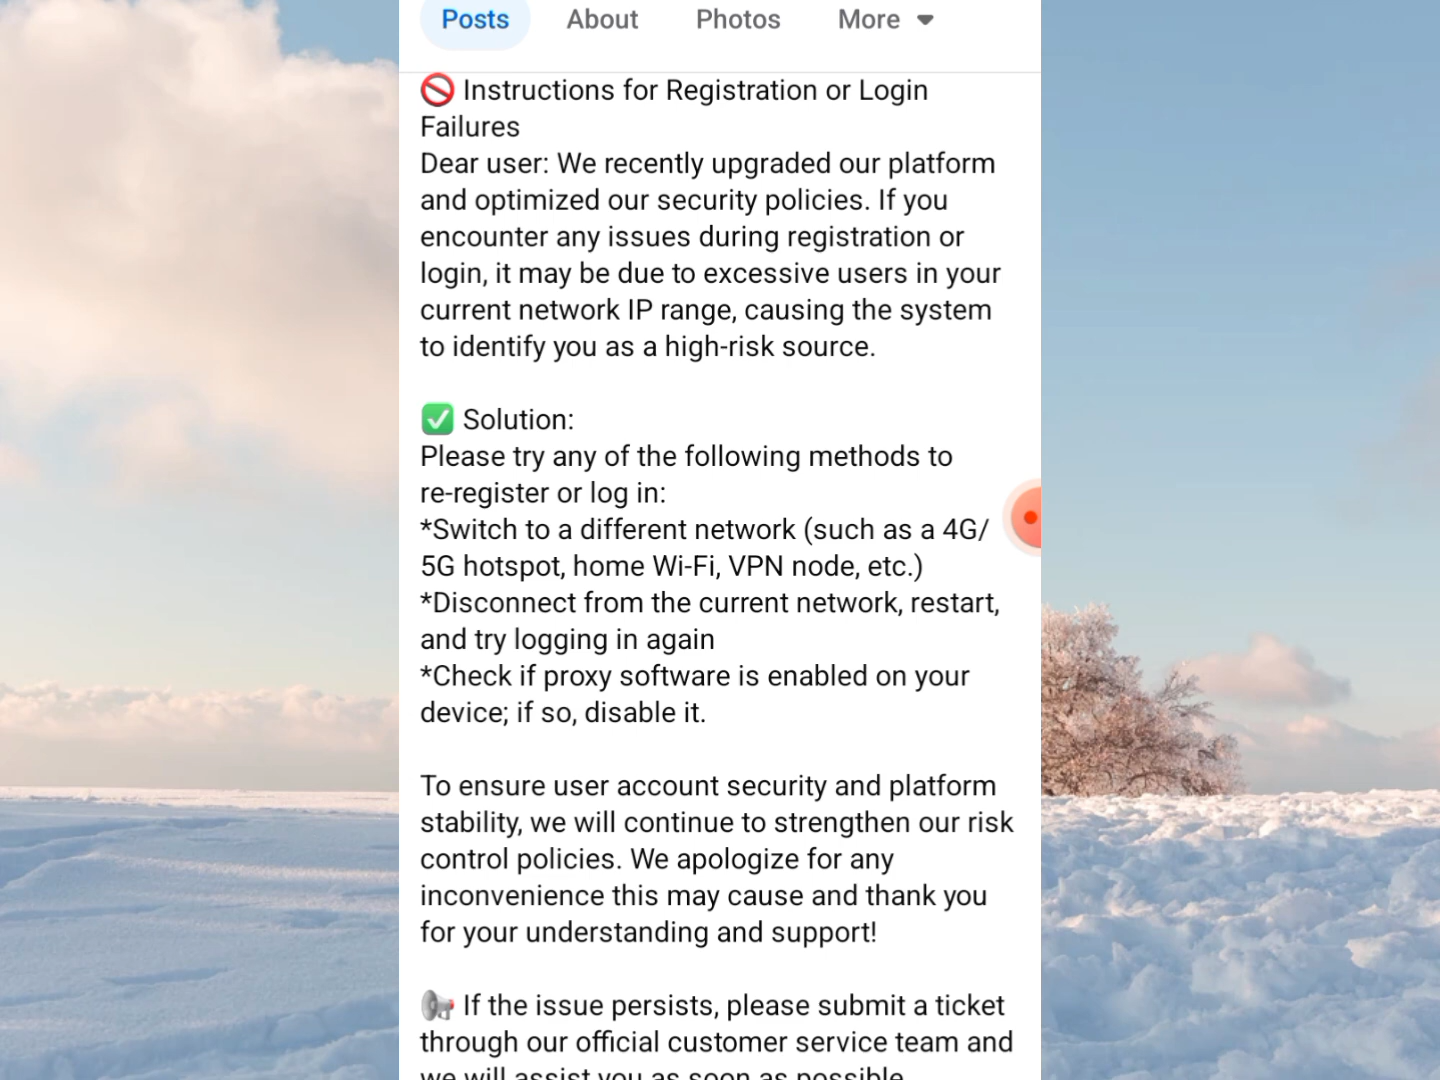 Posts About Photos More
🚫 Instructions for Registration or Login
Failures
Dear user: We recently upgraded our platform
and optimized our security policies. If you
encounter any issues during registration or
login, it may be due to excessive users in your
current network IP range, causing the system
to identify you as a high-risk source.
✅ Solution:
Please try any of the following methods to
re-register or log in:
*Switch to a different network (such as a 4G/
5G hotspot, home Wi-Fi, VPN node, etc.)
*Disconnect from the current network, restart,
and try logging in again
*Check if proxy software is enabled on your
device; if so, disable it.
To ensure user account security and platform
stability, we will continue to strengthen our risk
control policies. We apologize for any
inconvenience this may cause and thank you
for your understanding and support!
📢 If the issue persists, please submit a ticket
through our official customer service team and
we will assist you as soon as possible